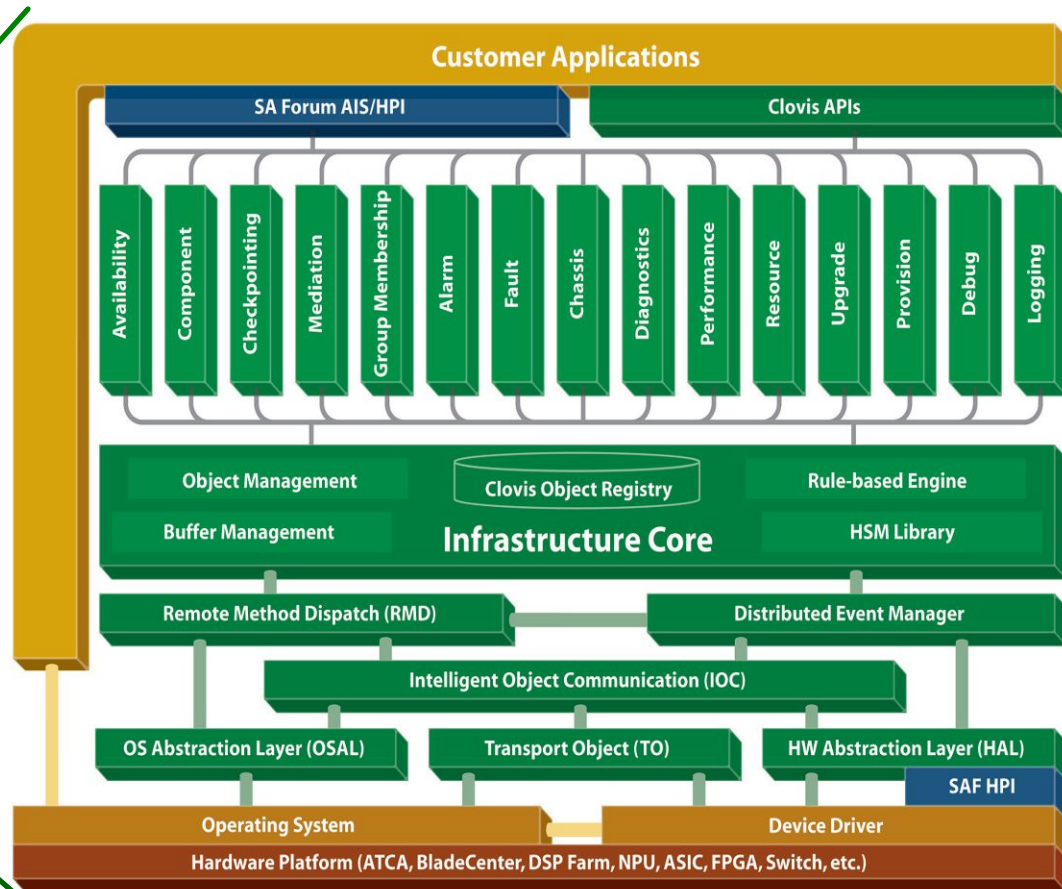 Customer Applications
SA Forum AIS/HPI
Clovis APIs
Availability
Component
Checkpointing
Mediation
Group Membership
Alarm
Fault
Chassis
Diagnostics
Performance
Resource
Upgrade
Provision
Debug
Logging
Object Management
Clovis Object Registry
Rule-based Engine
Buffer Management
Infrastructure Core
HSM Library
Remote Method Dispatch (RMD)
Distributed Event Manager
Intelligent Object Communication (IOC)
OS Abstraction Layer (OSAL)
Transport Object (TO)
HW Abstraction Layer (HAL)
SAF HPI
Operating System
Device Driver
Hardware Platform (ATCA, BladeCenter, DSP Farm, NPU, ASIC, FPGA, Switch, etc.)